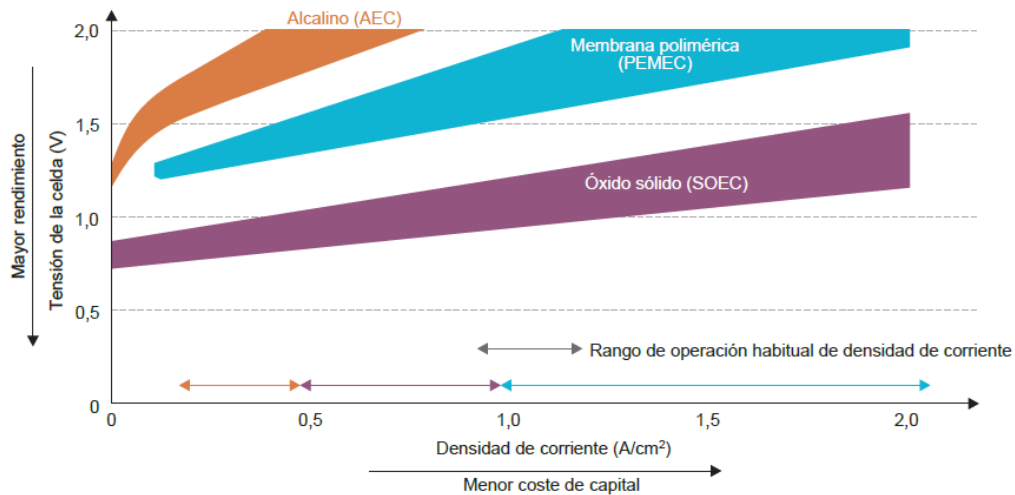 Alcalino (AEC)
Membrana polimérica
(PEMEC)
Óxido sólido (SOEC)
Mayor rendimiento
Tensión de la celda (V)
2,0
1,5
1,0
0,5
0
Rango de operación habitual de densidad de corriente
0
0,5
1,0
1,5
2,0
Densidad de corriente (A/cm²)
Menor coste de capital